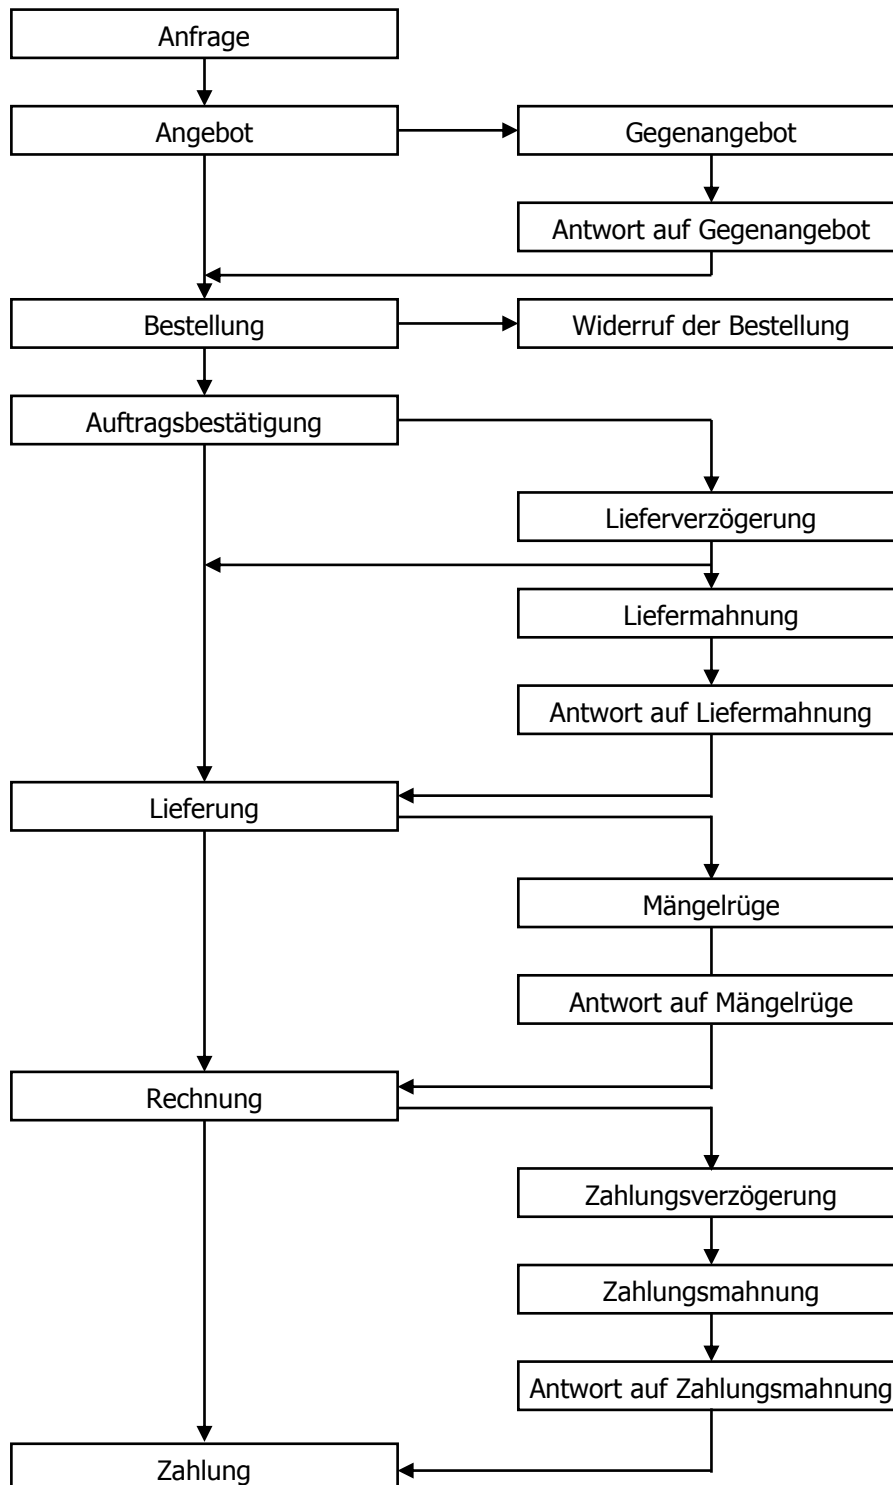 Anfrage
Angebot
Gegenangebot
Antwort auf Gegenangebot
Bestellung
Widerruf der Bestellung
Auftragsbestätigung
Lieferverzögerung
Liefermahnung
Antwort auf Liefermahnung
Lieferung
Mängelrüge
Antwort auf Mängelrüge
Rechnung
Zahlungsverzögerung
Zahlungsmahnung
Antwort auf Zahlungsmahnung
Zahlung